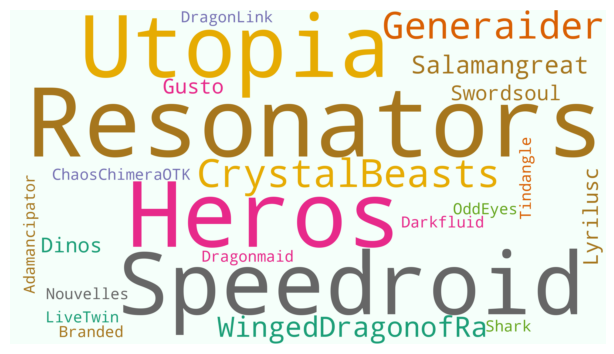 DragonLink
Utopia
Generaider
Salamangreat
Gusto
Swordsoul
Resonators
ChaosChimeraOTK
CrystalBeasts
Tindangle
Lyrilusc
Adamancipator
Heros
OddEyes
Darkfluid
Dinos
Dragonmaid
Speedroid
Nouvelles
LiveTwin
Branded
WingedDragonofRa
Shark